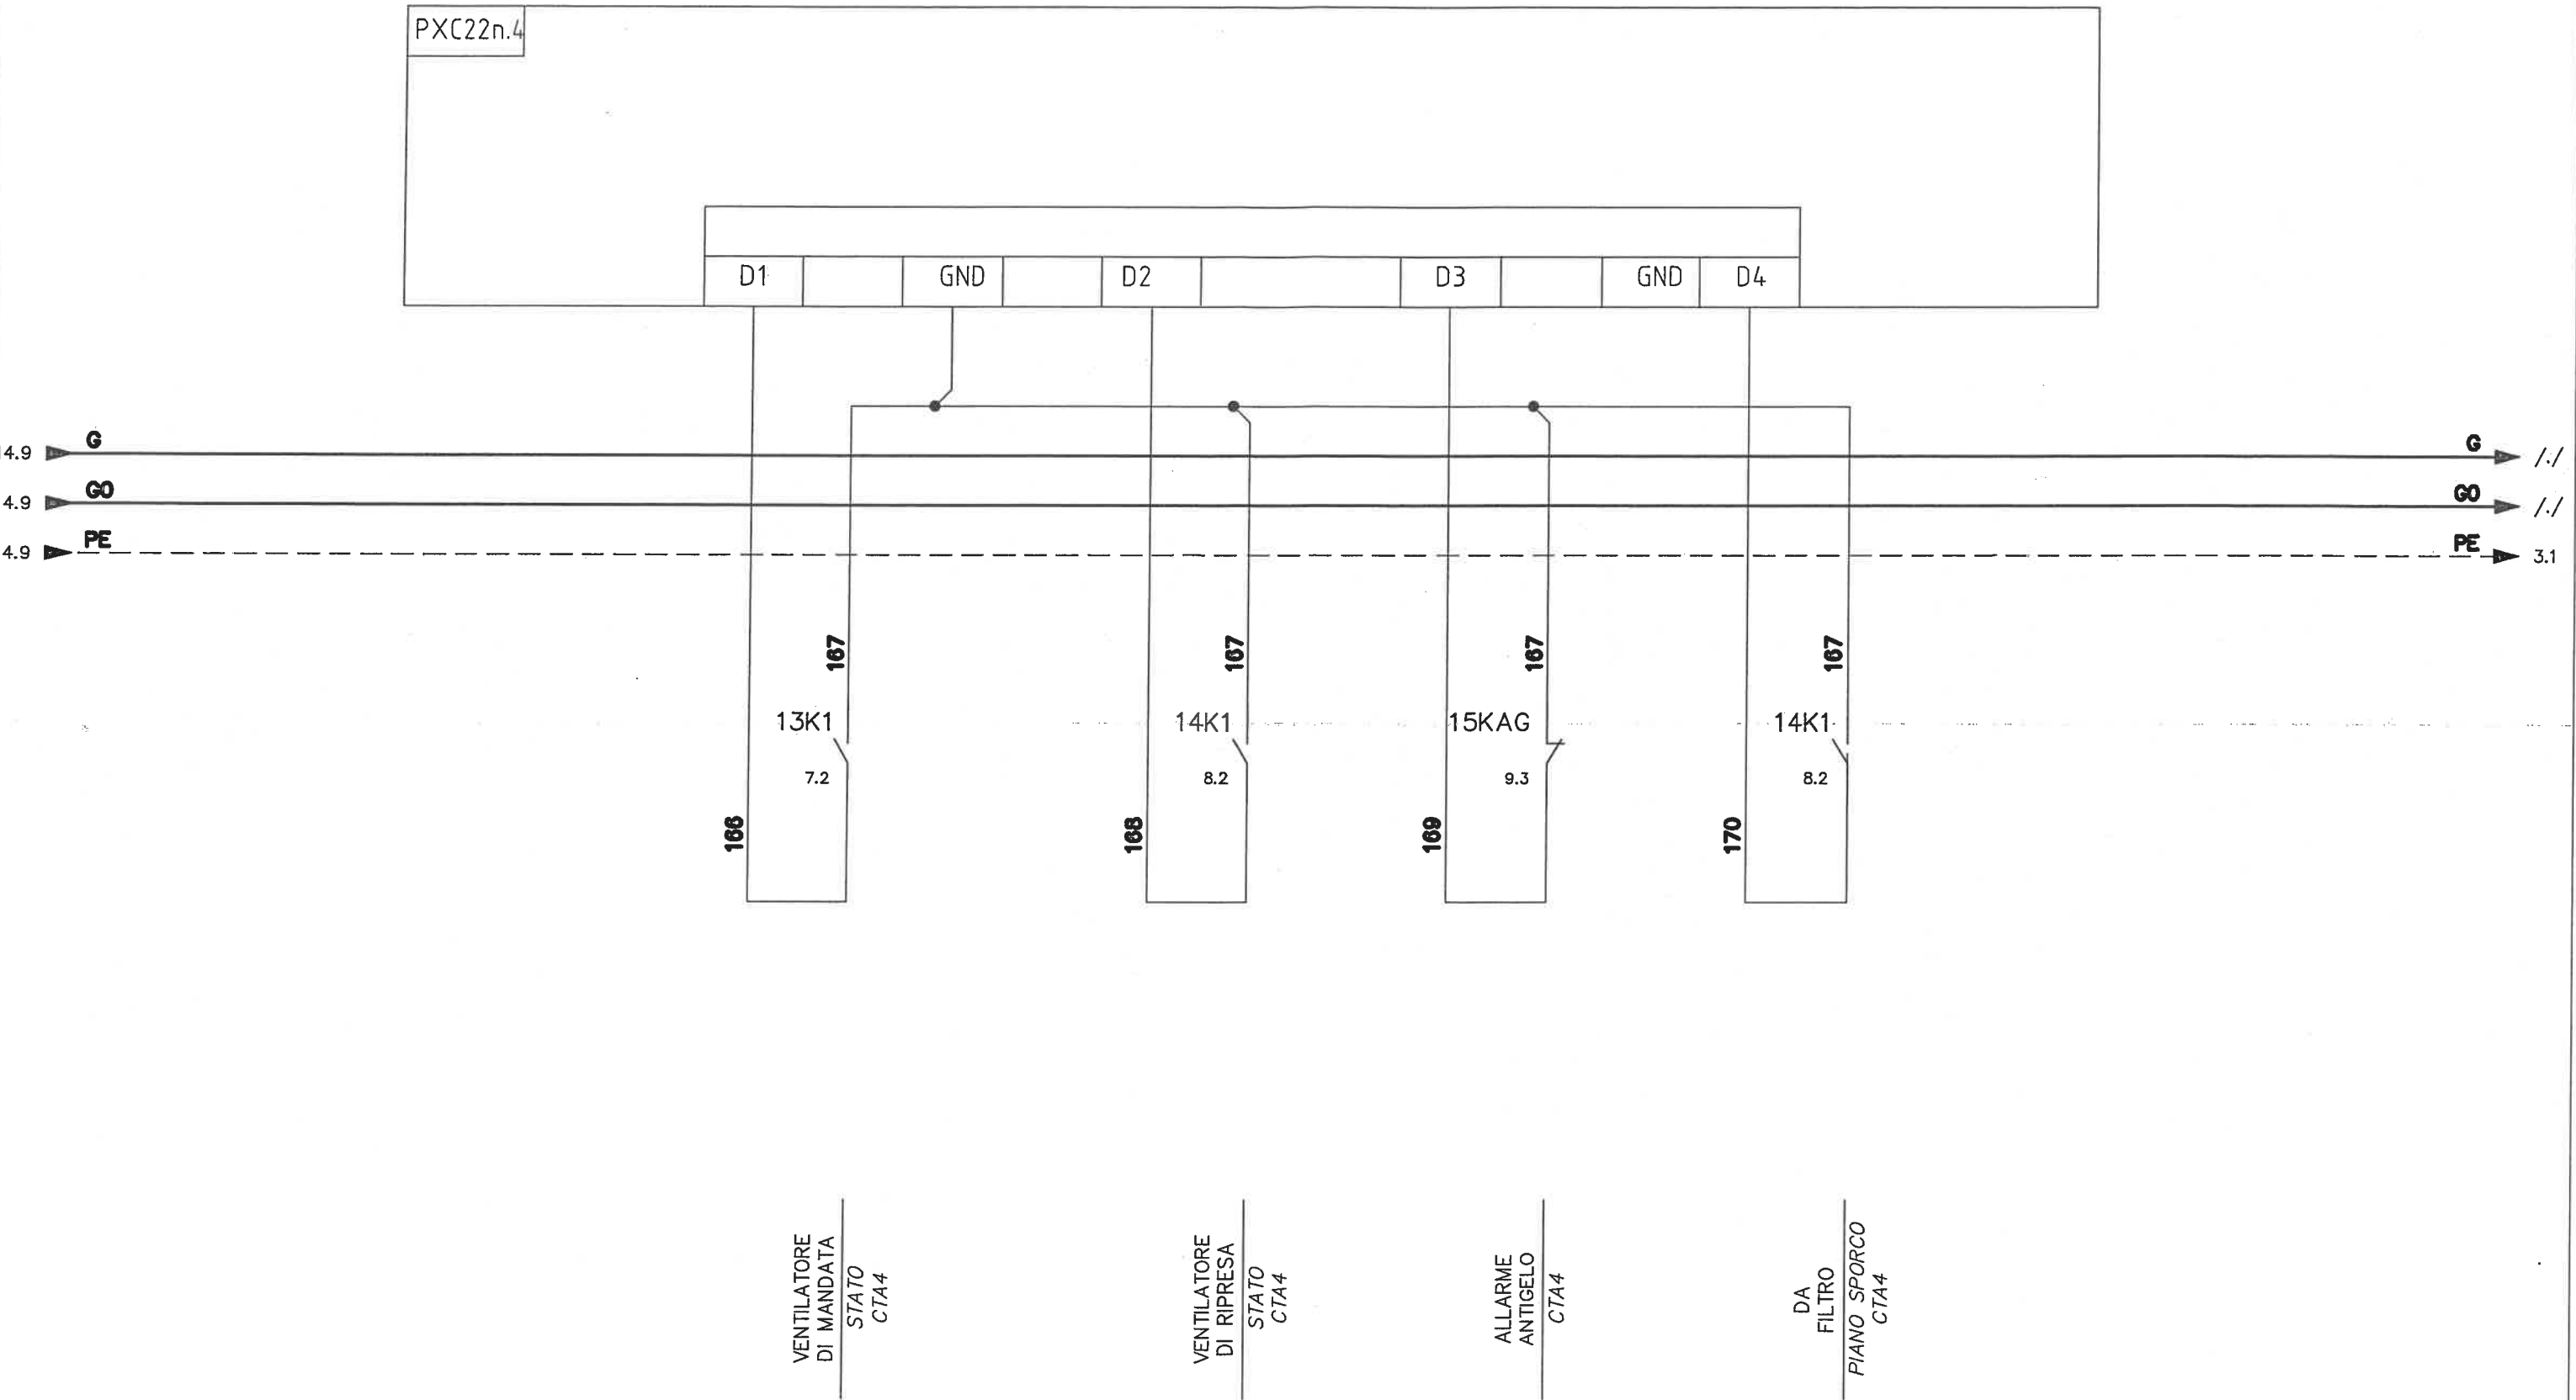 PXC22n.4
D1 GND D2 D3 GND D4
4.9 G G /./
4.9 G0 G0 /./
4.9 PE PE 3.1
167 167 167 167
13K1 14K1 15KAG 14K1
7.2 8.2 9.3 8.2
166 168 169 170
VENTILATORE
DI MANDATA
STATO
CTA4
VENTILATORE
DI RIPRESA
STATO
CTA4
ALLARME
ANTIGELO
CTA4
DA
FILTRO
PIANO SPORCO
CTA4